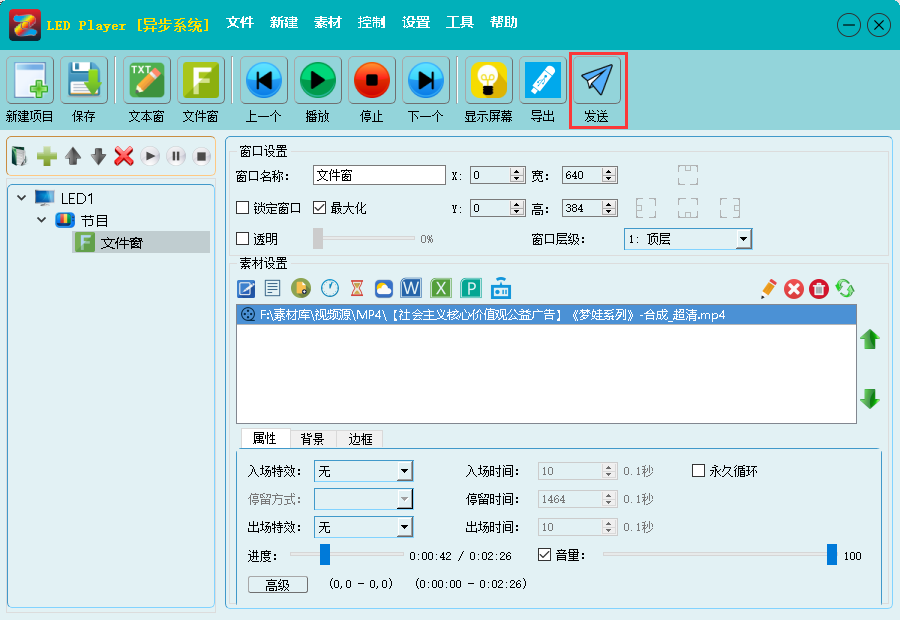 LED Player [异步系统] 文件 新建 素材 控制 设置 工具 帮助
TXT F
新建项目 保存 文本窗 文件窗 上一个 播放 停止 下一个 显示屏幕 导出 发送
LED1
节目
F 文件窗
窗口设置
窗口名称: 文件窗 X: 0 宽: 640
锁定窗口 最大化 Y: 0 高: 384
透明 0% 窗口层级: 1: 顶层
素材设置
W X P
F:\素材库\视频源\MP4\【社会主义核心价值观公益广告】《梦娃系列》-合成_超清.mp4
属性 背景 边框
入场特效: 无 入场时间: 10 0.1秒 永久循环
停留方式: 停留时间: 1464 0.1秒
出场特效: 无 出场时间: 10 0.1秒
进度: 0:00:42 / 0:02:26 音量: 100
高级 (0,0 - 0,0) (0:00:00 - 0:02:26)